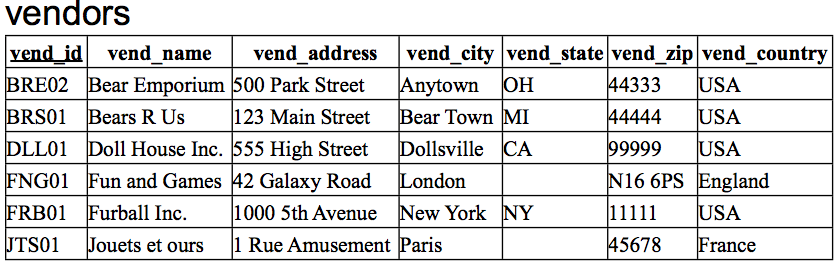 vendors
vend_id vend_name vend_address vend_city vend_state vend_zip vend_country
BRE02 Bear Emporium 500 Park Street Anytown OH 44333 USA
BRS01 Bears R Us 123 Main Street Bear Town MI 44444 USA
DLL01 Doll House Inc. 555 High Street Dollsville CA 99999 USA
FNG01 Fun and Games 42 Galaxy Road London N16 6PS England
FRB01 Furball Inc. 1000 5th Avenue New York NY 11111 USA
JTS01 Jouets et ours 1 Rue Amusement Paris 45678 France